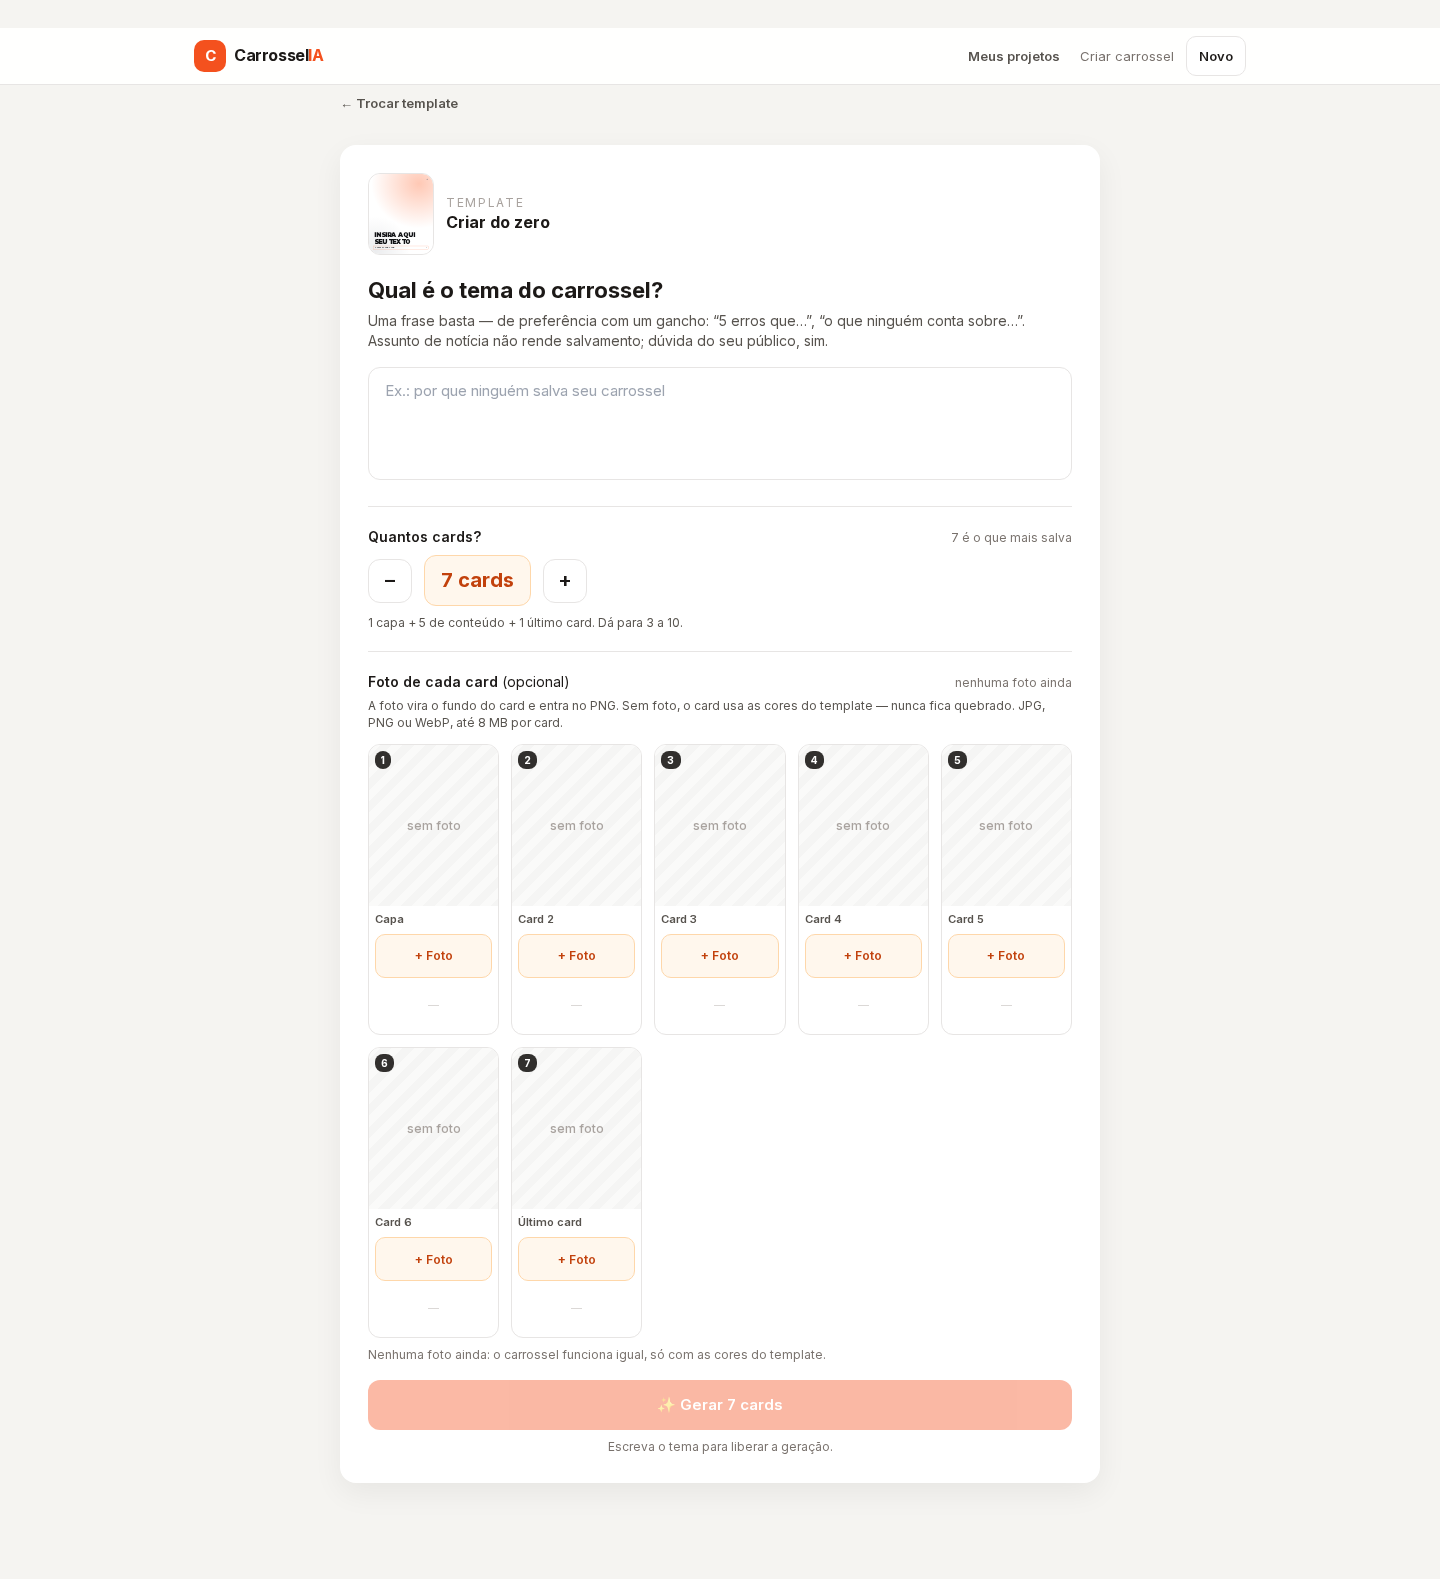 C CarrosselIA
Meus projetos
Criar carrossel
Novo
← Trocar template
INSIRA AQUI
SEU TEXTO
TEMPLATE
Criar do zero
Qual é o tema do carrossel?
Uma frase basta — de preferência com um gancho: “5 erros que…”, “o que ninguém conta sobre…”.
Assunto de notícia não rende salvamento; dúvida do seu público, sim.
Ex.: por que ninguém salva seu carrossel
Quantos cards?
7 é o que mais salva
− 7 cards +
1 capa + 5 de conteúdo + 1 último card. Dá para 3 a 10.
Foto de cada card (opcional)
nenhuma foto ainda
A foto vira o fundo do card e entra no PNG. Sem foto, o card usa as cores do template — nunca fica quebrado. JPG,
PNG ou WebP, até 8 MB por card.
1 2 3 4 5
sem foto sem foto sem foto sem foto sem foto
Capa Card 2 Card 3 Card 4 Card 5
+ Foto + Foto + Foto + Foto + Foto
— — — — —
6 7
sem foto sem foto
Card 6 Último card
+ Foto + Foto
— —
Nenhuma foto ainda: o carrossel funciona igual, só com as cores do template.
✨ Gerar 7 cards
Escreva o tema para liberar a geração.